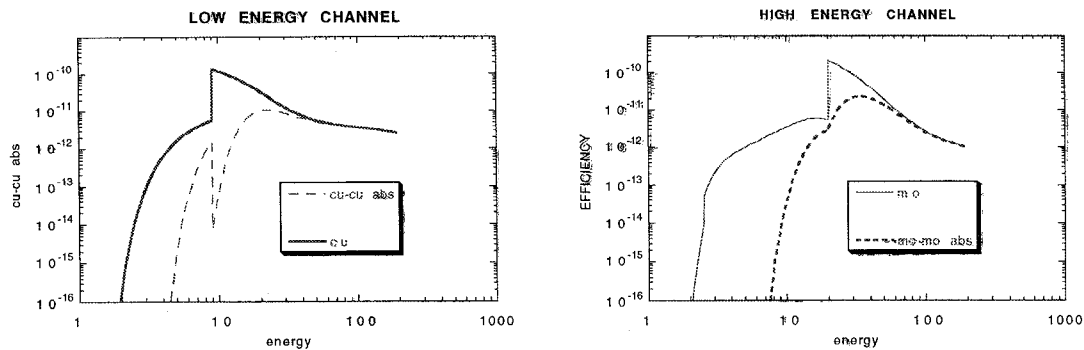 LOW ENERGY CHANNEL
cu-cu abs
10-10
10-11
10-12
10-13
10-14
10-15
10-16
1
10
100
1000
energy
cu-cu abs
cu
HIGH ENERGY CHANNEL
EFFICIENCY
10-10
10-11
10-12
10-13
10-14
10-15
10-16
1
10
100
1000
energy
mo
mo-mo abs